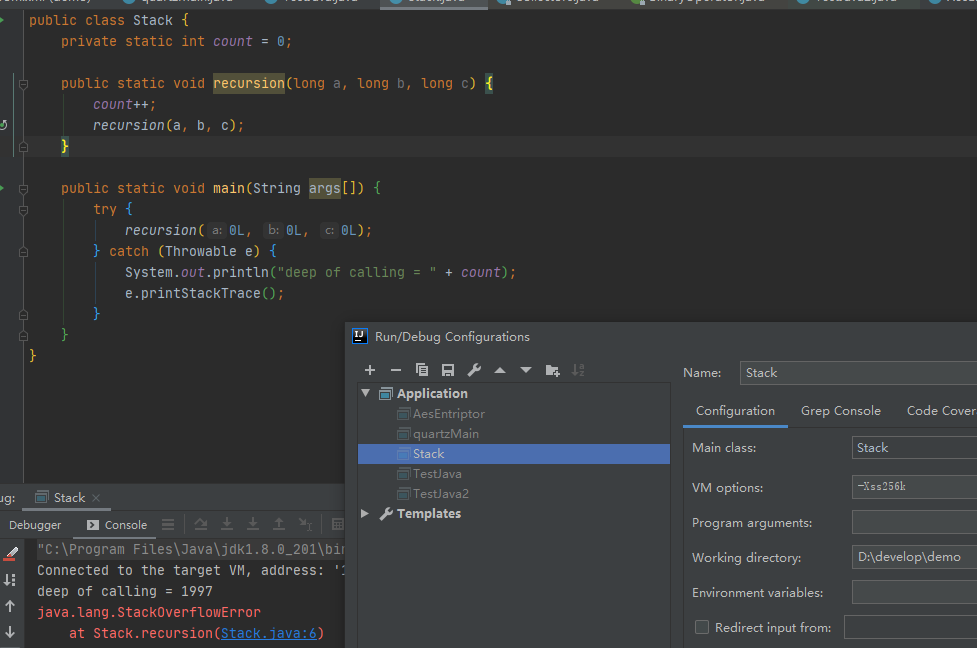 public class Stack {
private static int count = 0;
public static void recursion(long a, long b, long c) {
count++;
recursion(a, b, c);
}
public static void main(String args[]) {
try {
recursion( a: 0L, b: 0L, c: 0L);
} catch (Throwable e) {
System.out.println("deep of calling = " + count);
e.printStackTrace();
}
}
}
Run/Debug Configurations
Application
AesEntriptor
quartzMain
Stack
TestJava
TestJava2
Templates
Name: Stack
Configuration Grep Console Code Cover
Main class: Stack
VM options: -Xss256k
Program arguments:
Working directory: D:\develop\demo
Environment variables:
Redirect input from:
ug: Stack
Debugger Console
"C:\Program Files\Java\jdk1.8.0_201\bin
Connected to the target VM, address: '1
deep of calling = 1997
java.lang.StackOverflowError
at Stack.recursion(Stack.java:6)